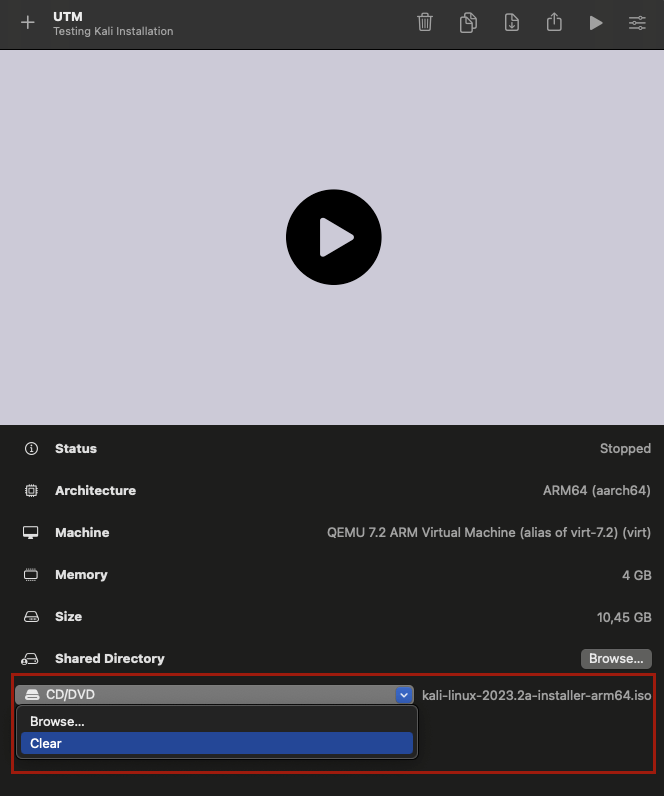 UTM
Testing Kali Installation
Status Stopped
Architecture ARM64 (aarch64)
Machine QEMU 7.2 ARM Virtual Machine (alias of virt-7.2) (virt)
Memory 4 GB
Size 10,45 GB
Shared Directory Browse...
CD/DVD kali-linux-2023.2a-installer-arm64.iso
Browse...
Clear